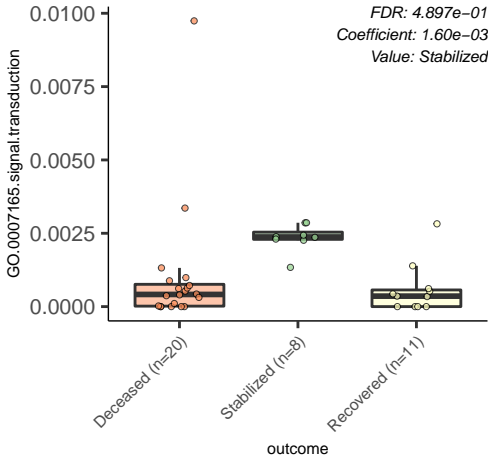 FDR: 4.897e-01
Coefficient: 1.60e-03
Value: Stabilized
GO.0007165.signal.transduction
0.0100
0.0075
0.0050
0.0025
0.0000
Deceased (n=20)
Stabilized (n=8)
Recovered (n=11)
outcome